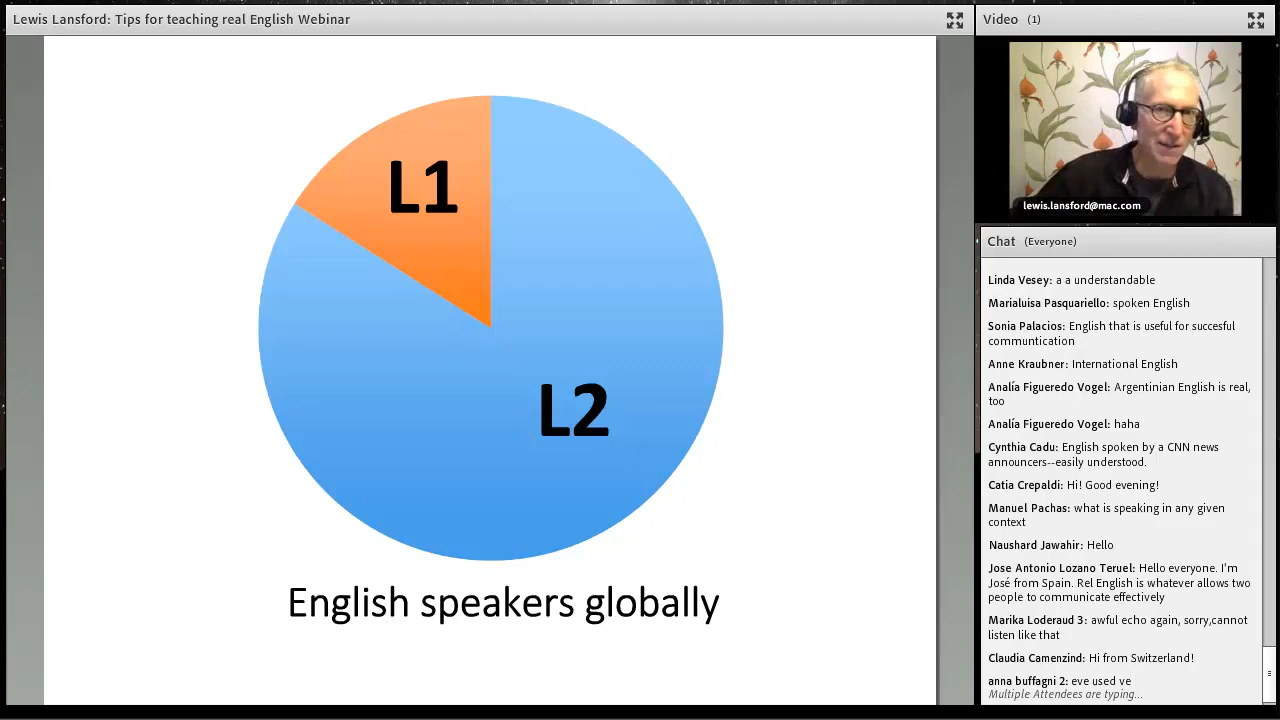 Lewis Lansford: Tips for teaching real English Webinar
L1
L2
English speakers globally
Video (1)
lewis.lansford@mac.com
Chat (Everyone)
Linda Vesey: a a understandable
Marialuisa Pasquariello: spoken English
Sonia Palacios: English that is useful for succesful
communtication
Anne Kraubner: International English
Analía Figueredo Vogel: Argentinian English is real,
too
Analía Figueredo Vogel: haha
Cynthia Cadu: English spoken by a CNN news
announcers--easily understood.
Catia Crepaldi: Hi! Good evening!
Manuel Pachas: what is speaking in any given
context
Naushard Jawahir: Hello
Jose Antonio Lozano Teruel: Hello everyone. I'm
José from Spain. Rel English is whatever allows two
people to communicate effectively
Marika Loderaud 3: awful echo again, sorry,cannot
listen like that
Claudia Camenzind: Hi from Switzerland!
anna buffagni 2: eve used ve
Multiple Attendees are typing...